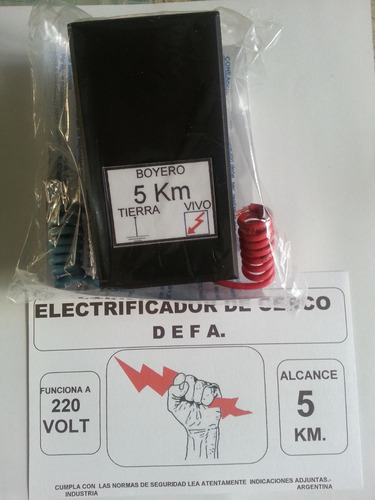 BOYERO
5 Km
TIERRA VIVO
ELECTRIFICADOR DE CERCO
D E F A.
FUNCIONA A
220
VOLT
ALCANCE
5
KM.
CUMPLA CON LAS NORMAS DE SEGURIDAD LEA ATENTAMENTE INDICACIONES ADJUNTAS.-
INDUSTRIA ARGENTINA